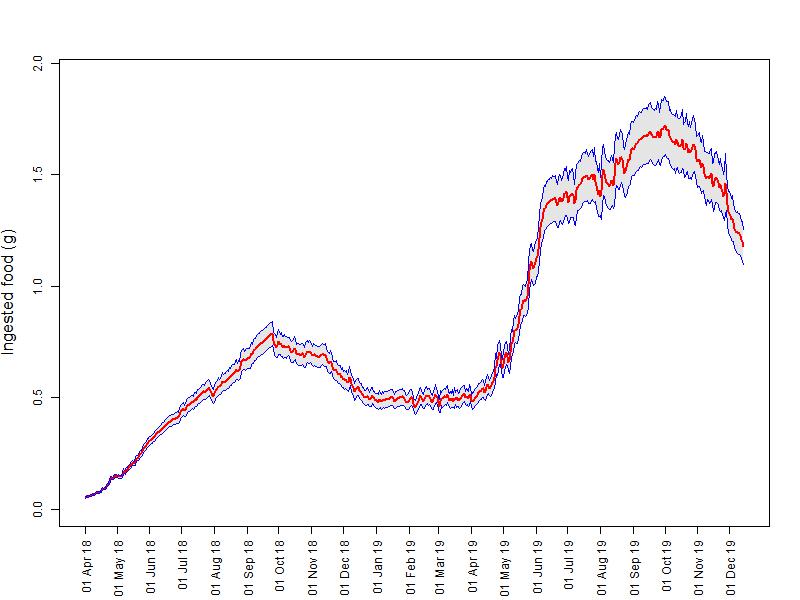 Ingested food (g)
2.0
1.5
1.0
0.5
0.0
01 Apr 18
01 May 18
01 Jun 18
01 Jul 18
01 Aug 18
01 Sep 18
01 Oct 18
01 Nov 18
01 Dec 18
01 Jan 19
01 Feb 19
01 Mar 19
01 Apr 19
01 May 19
01 Jun 19
01 Jul 19
01 Aug 19
01 Sep 19
01 Oct 19
01 Nov 19
01 Dec 19